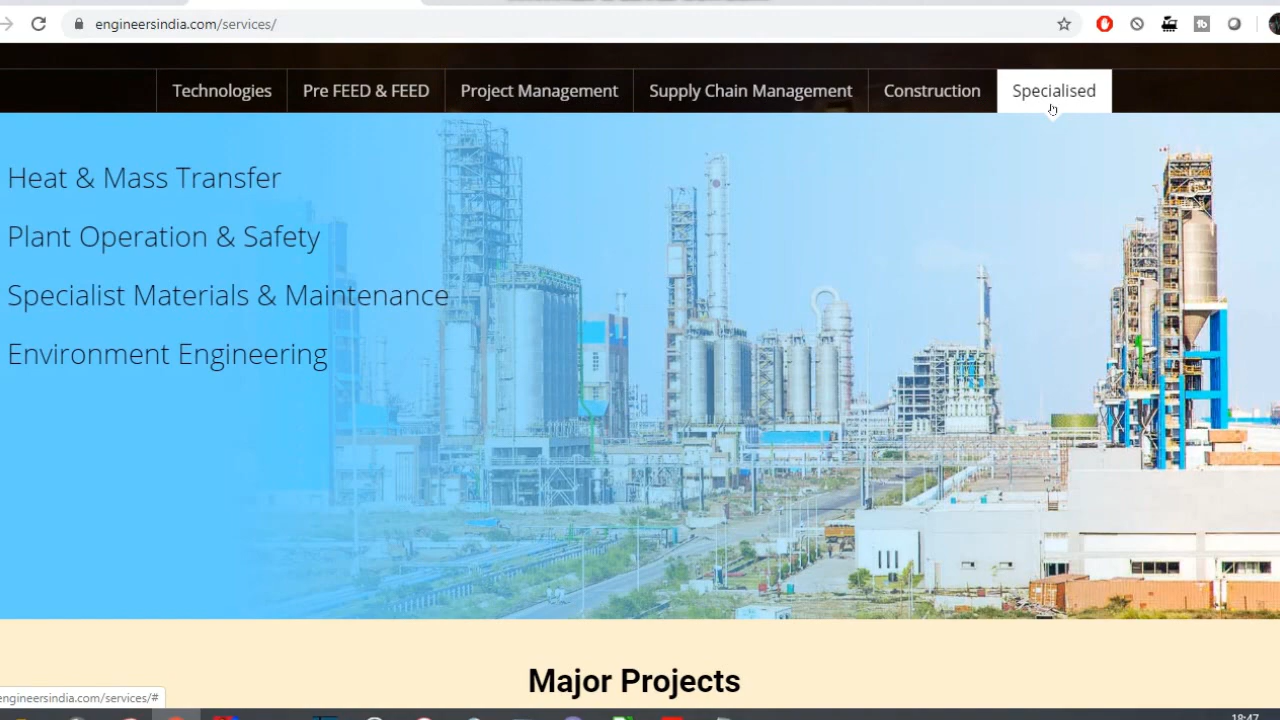 engineersindia.com/services/
Technologies
Pre FEED & FEED
Project Management
Supply Chain Management
Construction
Specialised
Heat & Mass Transfer
Plant Operation & Safety
Specialist Materials & Maintenance
Environment Engineering
Major Projects
engineersindia.com/services/#
18:47